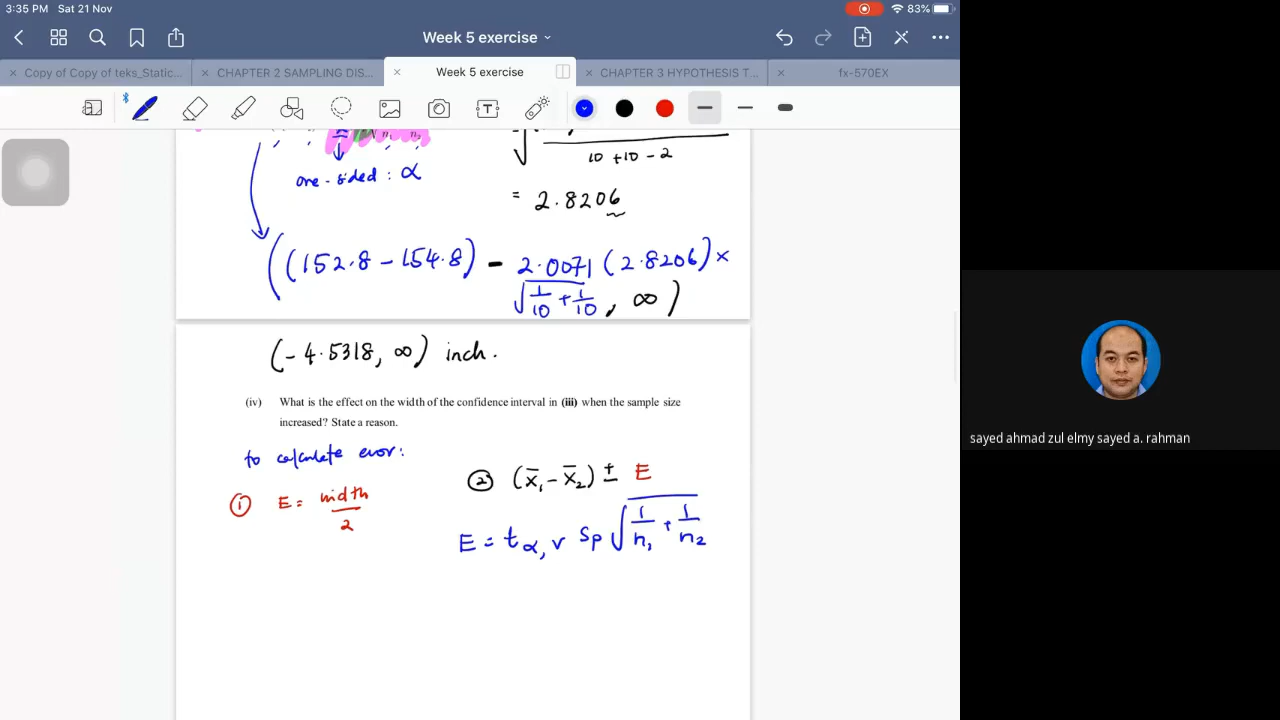 3:35 PM Sat 21 Nov
83%
Week 5 exercise
Copy of Copy of teks_Static...
CHAPTER 2 SAMPLING DIS...
Week 5 exercise
CHAPTER 3 HYPOTHESIS T...
fx-570EX
n₁ n₂
one-sided : α
10 + 10 - 2
= 2.8206
((152.8 - 154.8) - 2.0071 (2.8206) ×
√(1/10 + 1/10) , ∞)
(-4.5318, ∞) inch.
(iv) What is the effect on the width of the confidence interval in (iii) when the sample size
increased? State a reason.
to calculate error:
① E = width/2
② (x̄₁ - x̄₂) ± E
E = t α, v Sp √(1/n₁ + 1/n₂)
sayed ahmad zul elmy sayed a. rahman